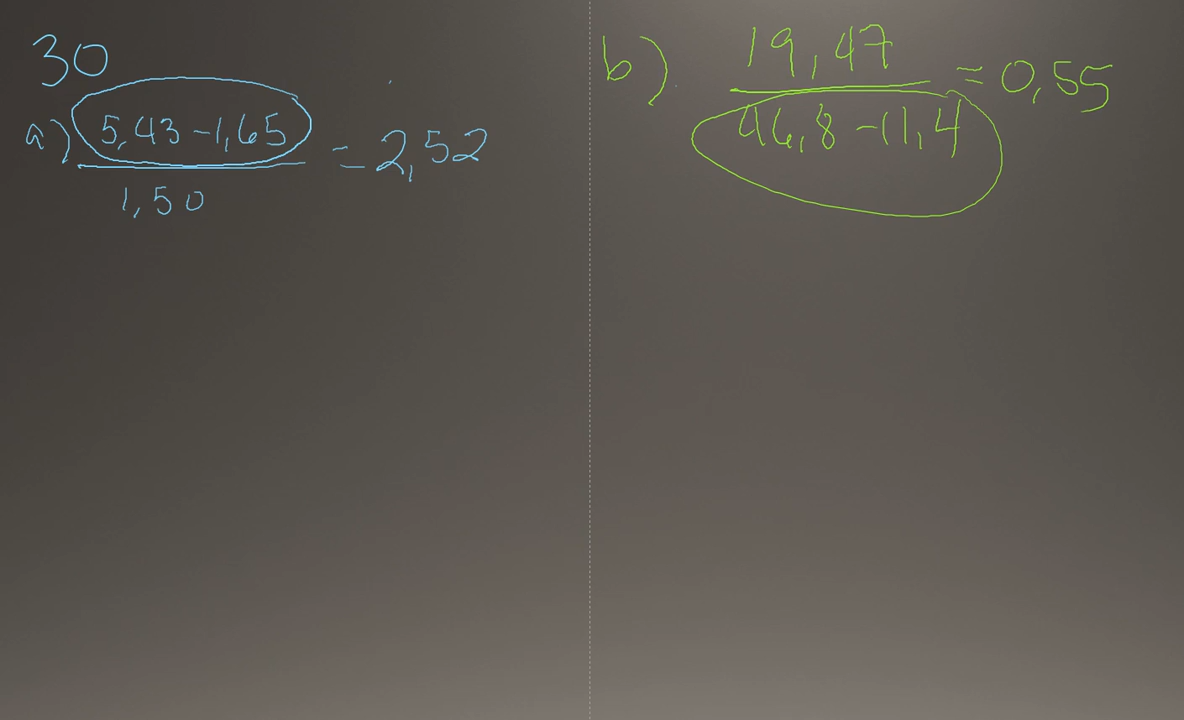 30
a) 5,43 - 1,65
= 2,52
1,50
b) 19,47
= 0,55
46,8 - 11,4